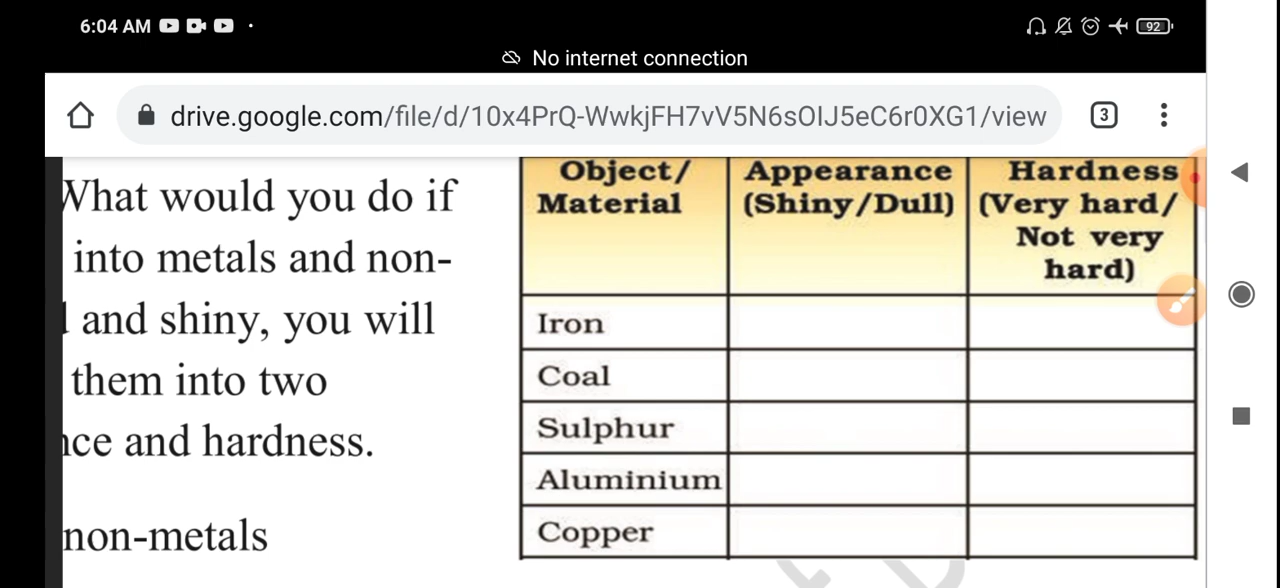 6:04 AM
92
No internet connection
drive.google.com/file/d/10x4PrQ-WwkjFH7vV5N6sOIJ5eC6r0XG1/view
3
What would you do if
into metals and non-
and shiny, you will
them into two
and hardness.
non-metals
Object/ Appearance Hardness
Material (Shiny/Dull) (Very hard/
Not very
hard)
Iron
Coal
Sulphur
Aluminium
Copper